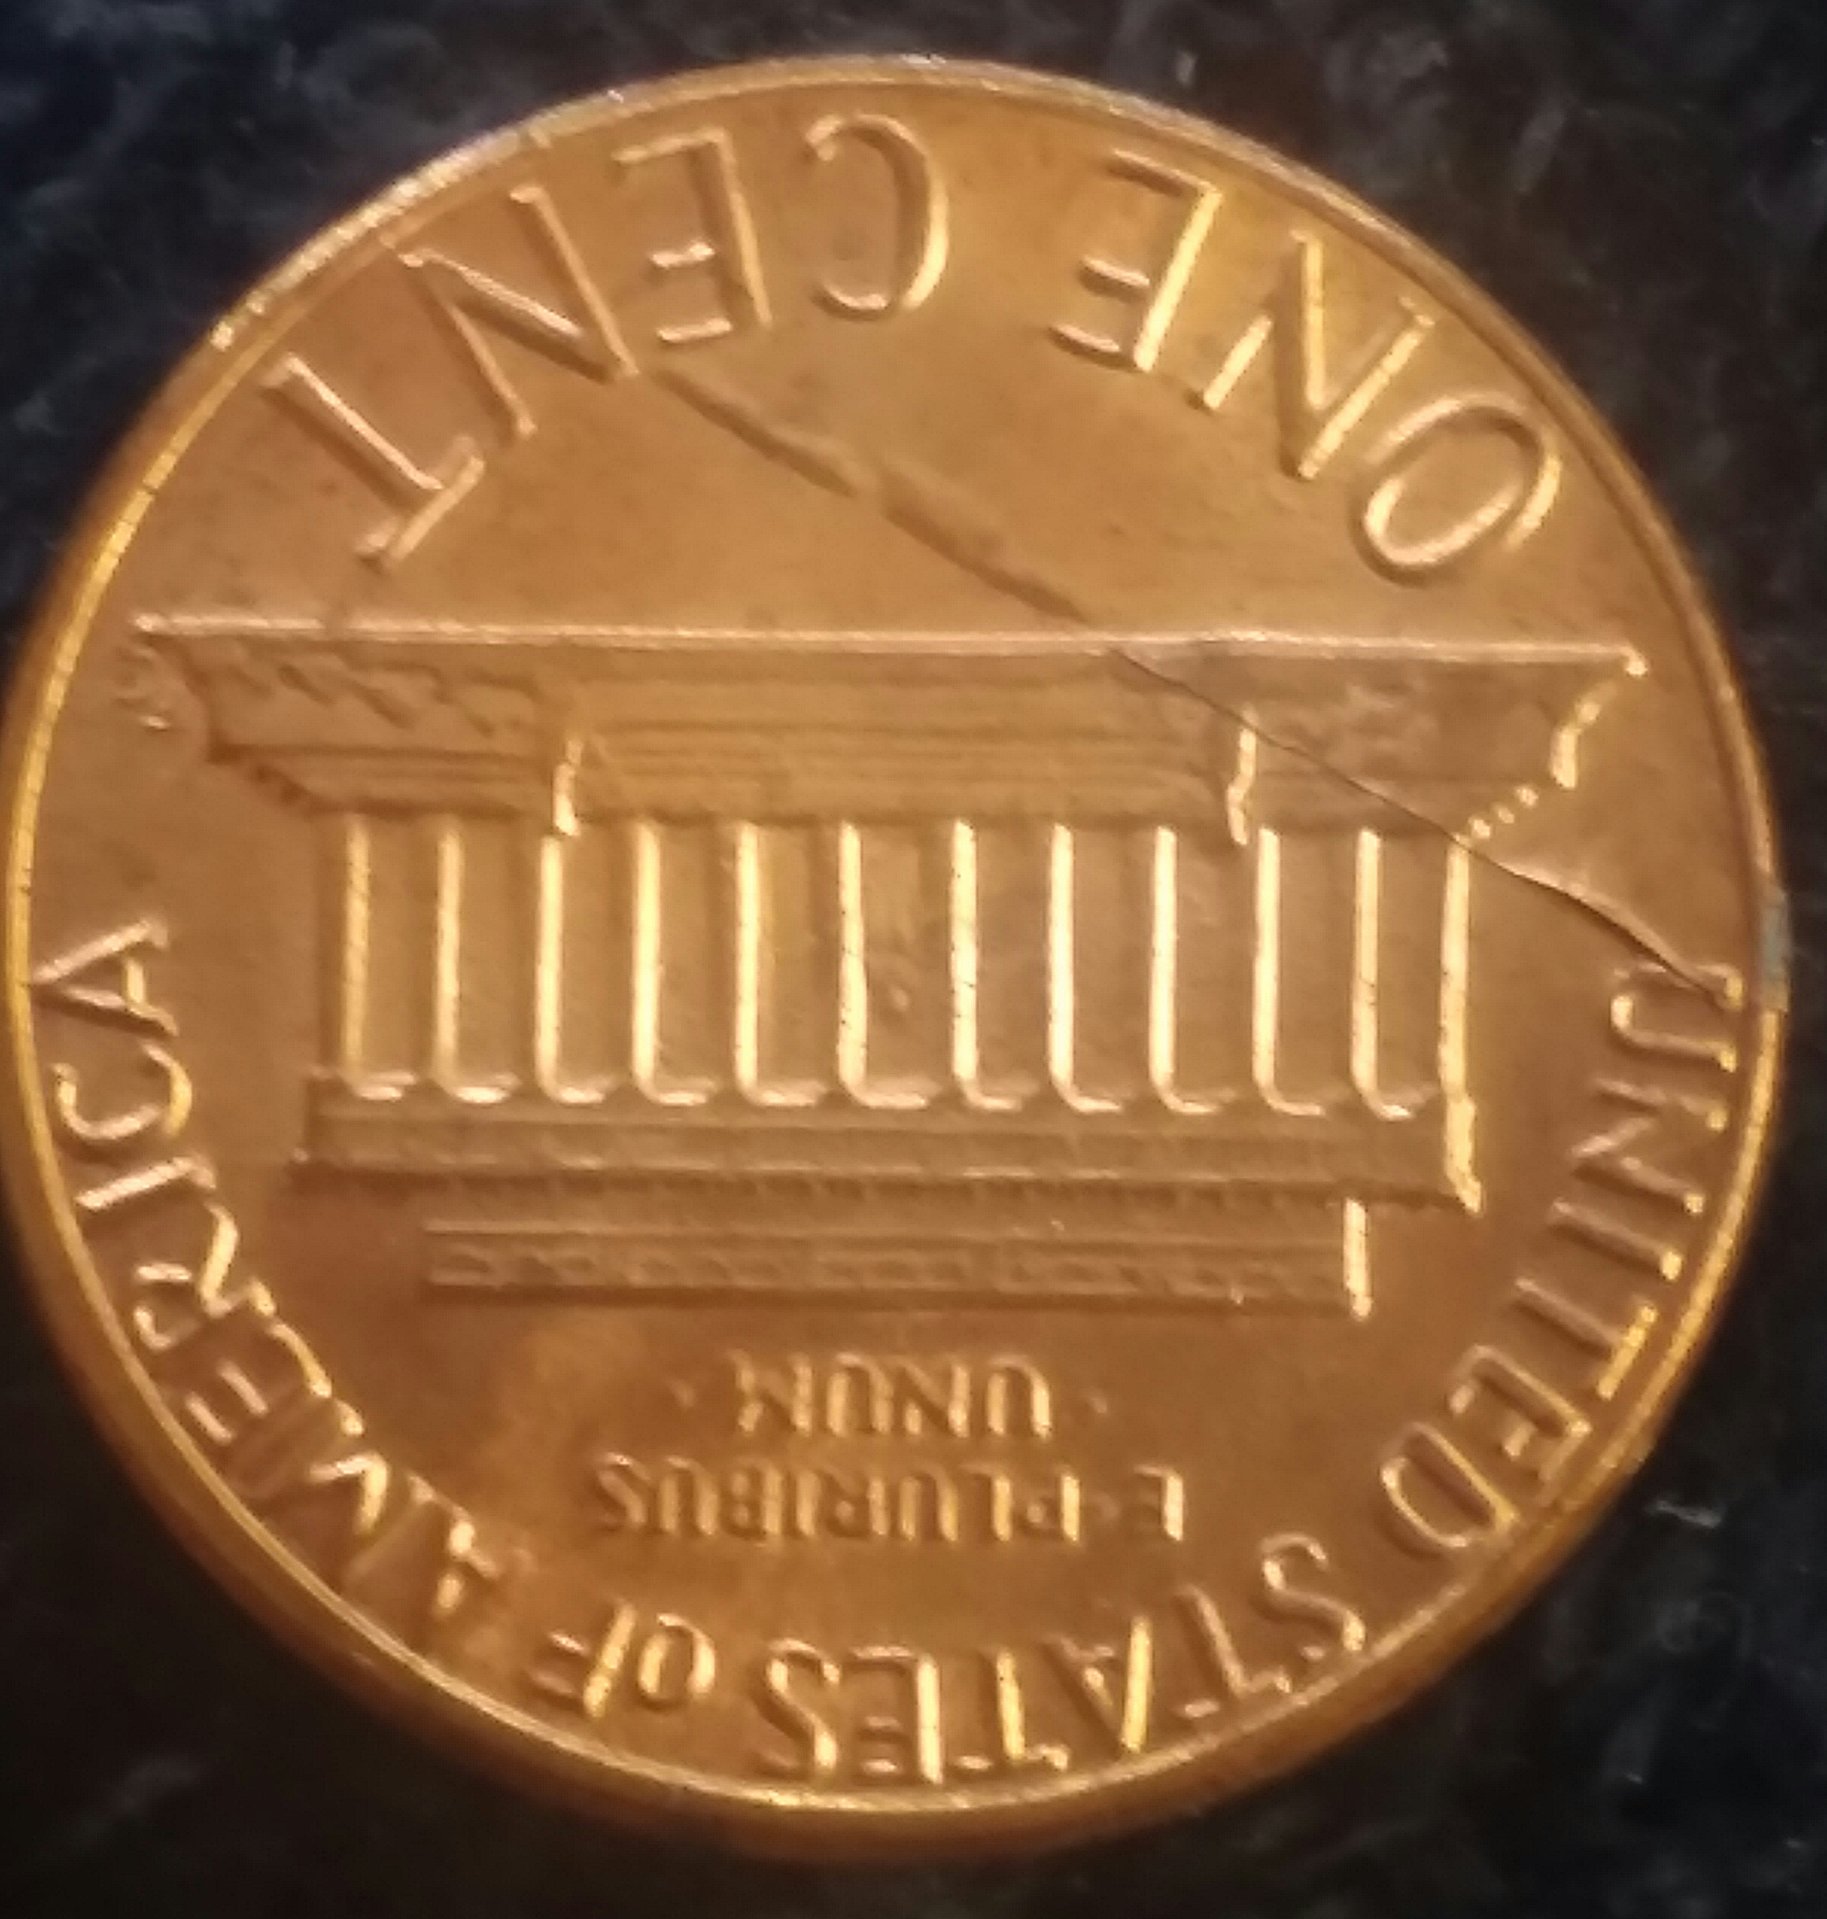 UNITED STATES OF AMERICA
E·PLURIBUS
·UNUM·
ONE CENT